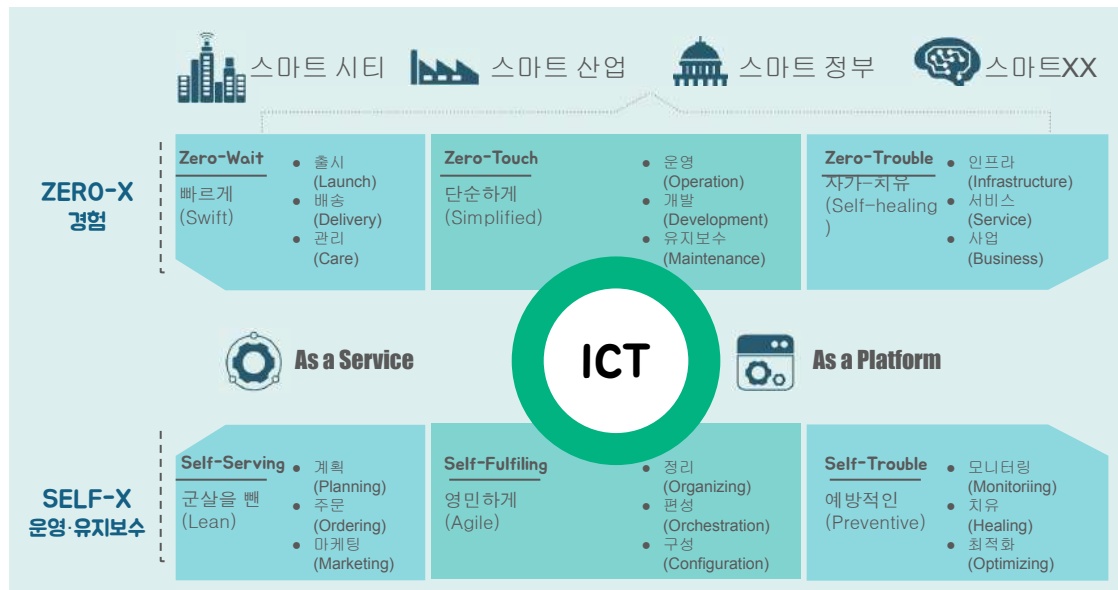 스마트 시티
스마트 산업
스마트 정부
스마트XX
ZERO-X
경험
Zero-Wait
빠르게
(Swift)
● 출시
(Launch)
● 배송
(Delivery)
● 관리
(Care)
Zero-Touch
단순하게
(Simplified)
● 운영
(Operation)
● 개발
(Development)
● 유지보수
(Maintenance)
Zero-Trouble
자가-치유
(Self-healing
)
● 인프라
(Infrastructure)
● 서비스
(Service)
● 사업
(Business)
As a Service
ICT
As a Platform
SELF-X
운영·유지보수
Self-Serving
군살을 뺀
(Lean)
● 계획
(Planning)
● 주문
(Ordering)
● 마케팅
(Marketing)
Self-Fulfiling
영민하게
(Agile)
● 정리
(Organizing)
● 편성
(Orchestration)
● 구성
(Configuration)
Self-Trouble
예방적인
(Preventive)
● 모니터링
(Monitoriing)
● 치유
(Healing)
● 최적화
(Optimizing)